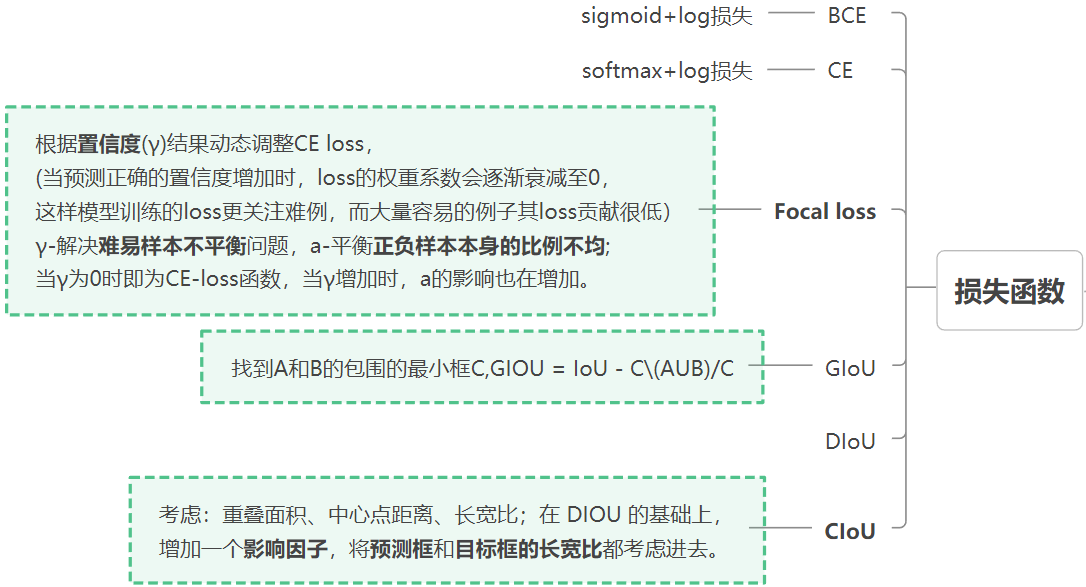 sigmoid+log损失
BCE
softmax+log损失
CE
根据置信度(γ)结果动态调整CE loss，
(当预测正确的置信度增加时，loss的权重系数会逐渐衰减至0，
这样模型训练的loss更关注难例，而大量容易的例子其loss贡献很低）
γ-解决难易样本不平衡问题，a-平衡正负样本本身的比例不均;
当γ为0时即为CE-loss函数，当γ增加时，a的影响也在增加。
Focal loss
损失函数
找到A和B的包围的最小框C,GIOU = IoU - C\(AUB)/C
GIoU
DIoU
考虑：重叠面积、中心点距离、长宽比；在 DIOU 的基础上，
增加一个影响因子，将预测框和目标框的长宽比都考虑进去。
CIoU